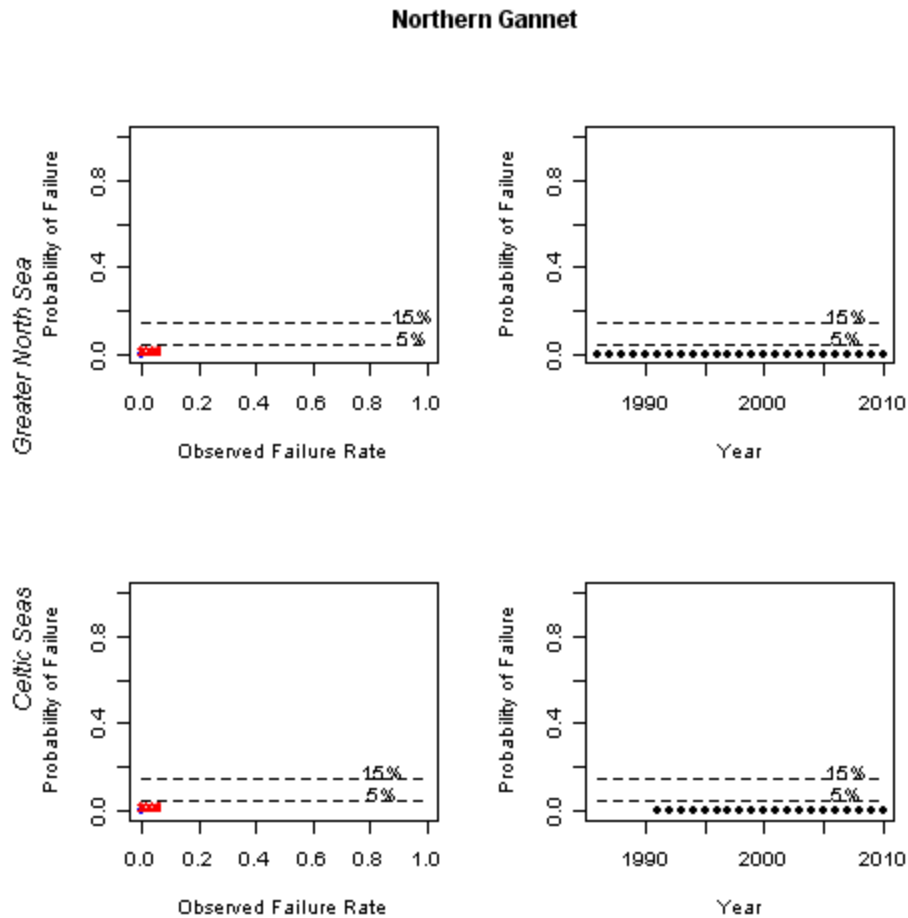 Northern Gannet
Greater North Sea
Probability of Failure
0.0 0.4 0.8
15%
5%
0.0 0.2 0.4 0.6 0.8 1.0
Observed Failure Rate
Probability of Failure
0.0 0.4 0.8
15%
5%
1990 2000 2010
Year
Celtic Seas
Probability of Failure
0.0 0.4 0.8
15%
5%
0.0 0.2 0.4 0.6 0.8 1.0
Observed Failure Rate
Probability of Failure
0.0 0.4 0.8
15%
5%
1990 2000 2010
Year